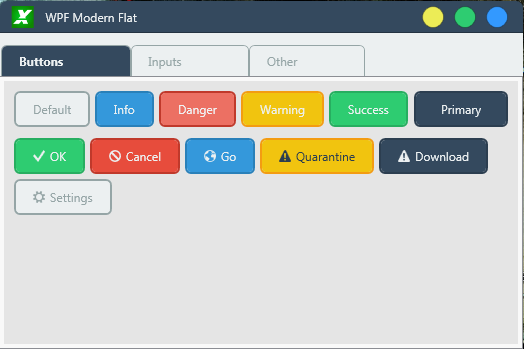 WPF Modern Flat
Buttons Inputs Other
Default Info Danger Warning Success Primary
OK Cancel Go Quarantine Download
Settings